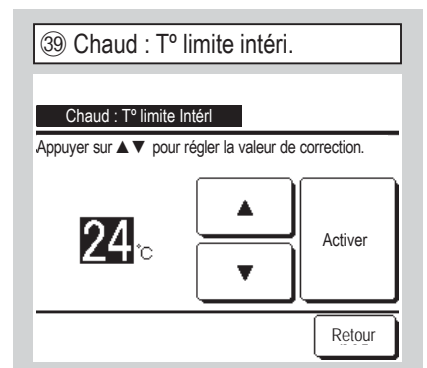 ㊴ Chaud : Tº limite intéri.
Chaud : Tº limite Intérl
Appuyer sur ▲▼ pour régler la valeur de correction.
24°C
▲
▼
Activer
Retour